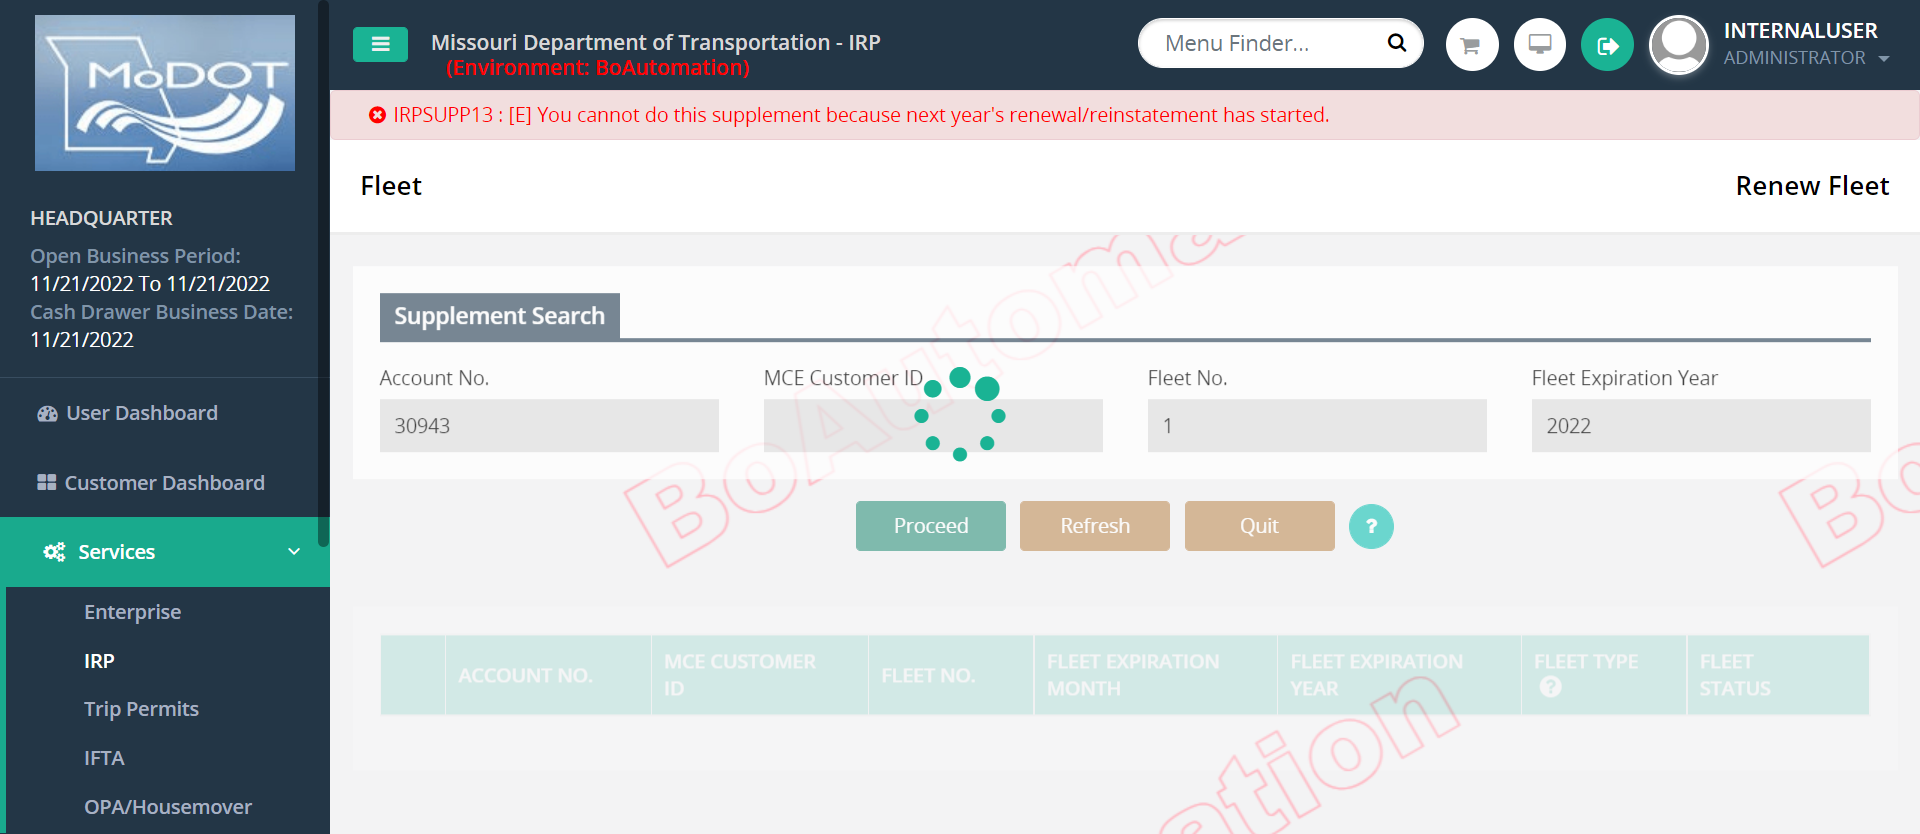 MoDOT
HEADQUARTER
Open Business Period:
11/21/2022 To 11/21/2022
Cash Drawer Business Date:
11/21/2022
User Dashboard
Customer Dashboard
Services
Enterprise
IRP
Trip Permits
IFTA
OPA/Housemover
Missouri Department of Transportation - IRP
(Environment: BoAutomation)
Menu Finder...
INTERNALUSER
ADMINISTRATOR
IRPSUPP13 : [E] You cannot do this supplement because next year's renewal/reinstatement has started.
Fleet
Renew Fleet
Supplement Search
Account No.
MCE Customer ID
Fleet No.
Fleet Expiration Year
30943
1
2022
Proceed
Refresh
Quit
?
ACCOUNT NO.
MCE CUSTOMER
ID
FLEET NO.
FLEET EXPIRATION
MONTH
FLEET EXPIRATION
YEAR
FLEET TYPE
?
FLEET
STATUS
BoAutoma
Bo
ation